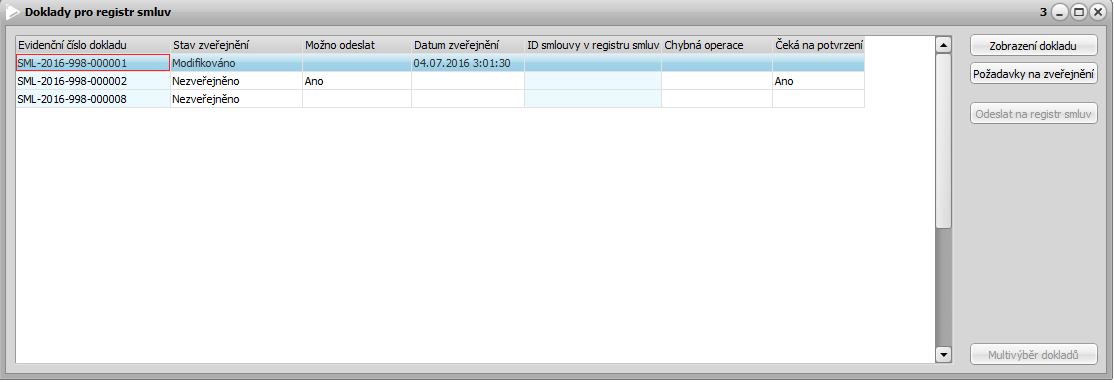 Doklady pro registr smluv 3
Evidenční číslo dokladu Stav zveřejnění Možno odeslat Datum zveřejnění ID smlouvy v registru smluv Chybná operace Čeká na potvrzení
SML-2016-998-000001 Modifikováno 04.07.2016 3:01:30
SML-2016-998-000002 Nezveřejněno Ano Ano
SML-2016-998-000008 Nezveřejněno
Zobrazení dokladu
Požadavky na zveřejnění
Odeslat na registr smluv
Multivýběr dokladů